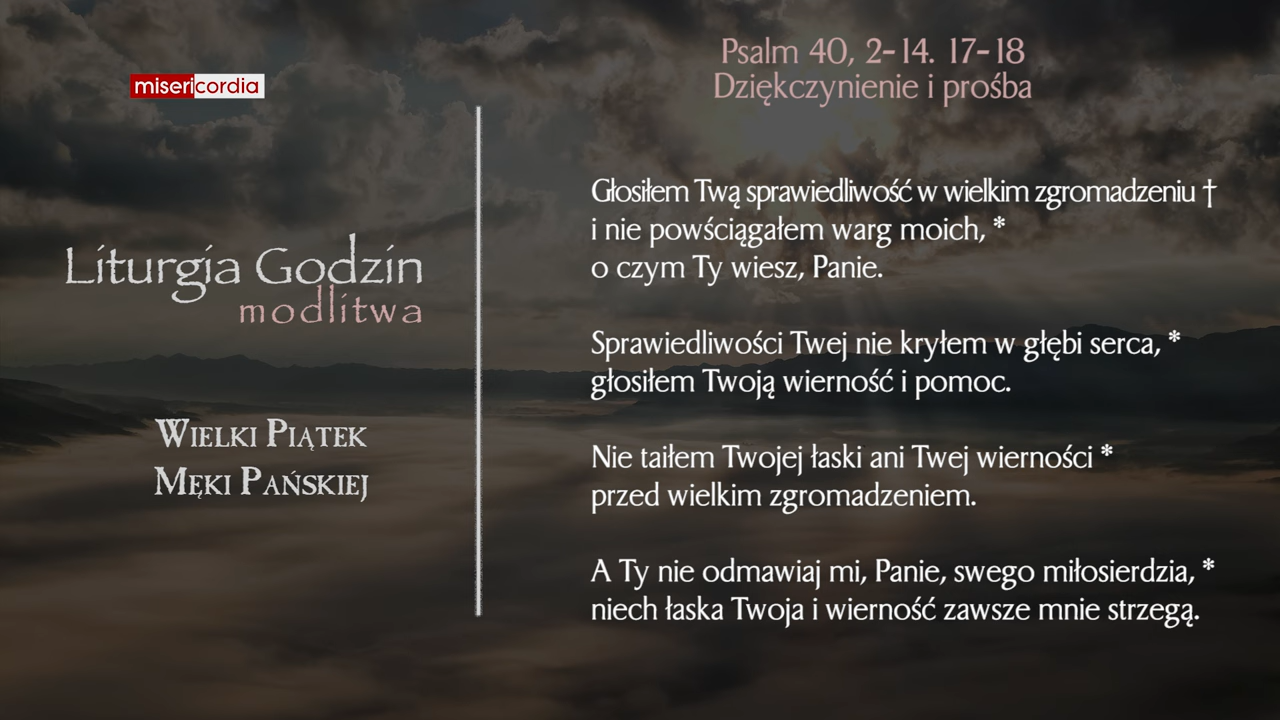 misericordia
Liturgia Godzin
modlitwa
Wielki Piątek
Męki Pańskiej
Psalm 40, 2-14. 17-18
Dziękczynienie i prośba
Głosiłem Twą sprawiedliwość w wielkim zgromadzeniu †
i nie powściągałem warg moich, *
o czym Ty wiesz, Panie.
Sprawiedliwości Twej nie kryłem w głębi serca, *
głosiłem Twoją wierność i pomoc.
Nie taiłem Twojej łaski ani Twej wierności *
przed wielkim zgromadzeniem.
A Ty nie odmawiaj mi, Panie, swego miłosierdzia, *
niech łaska Twoja i wierność zawsze mnie strzegą.